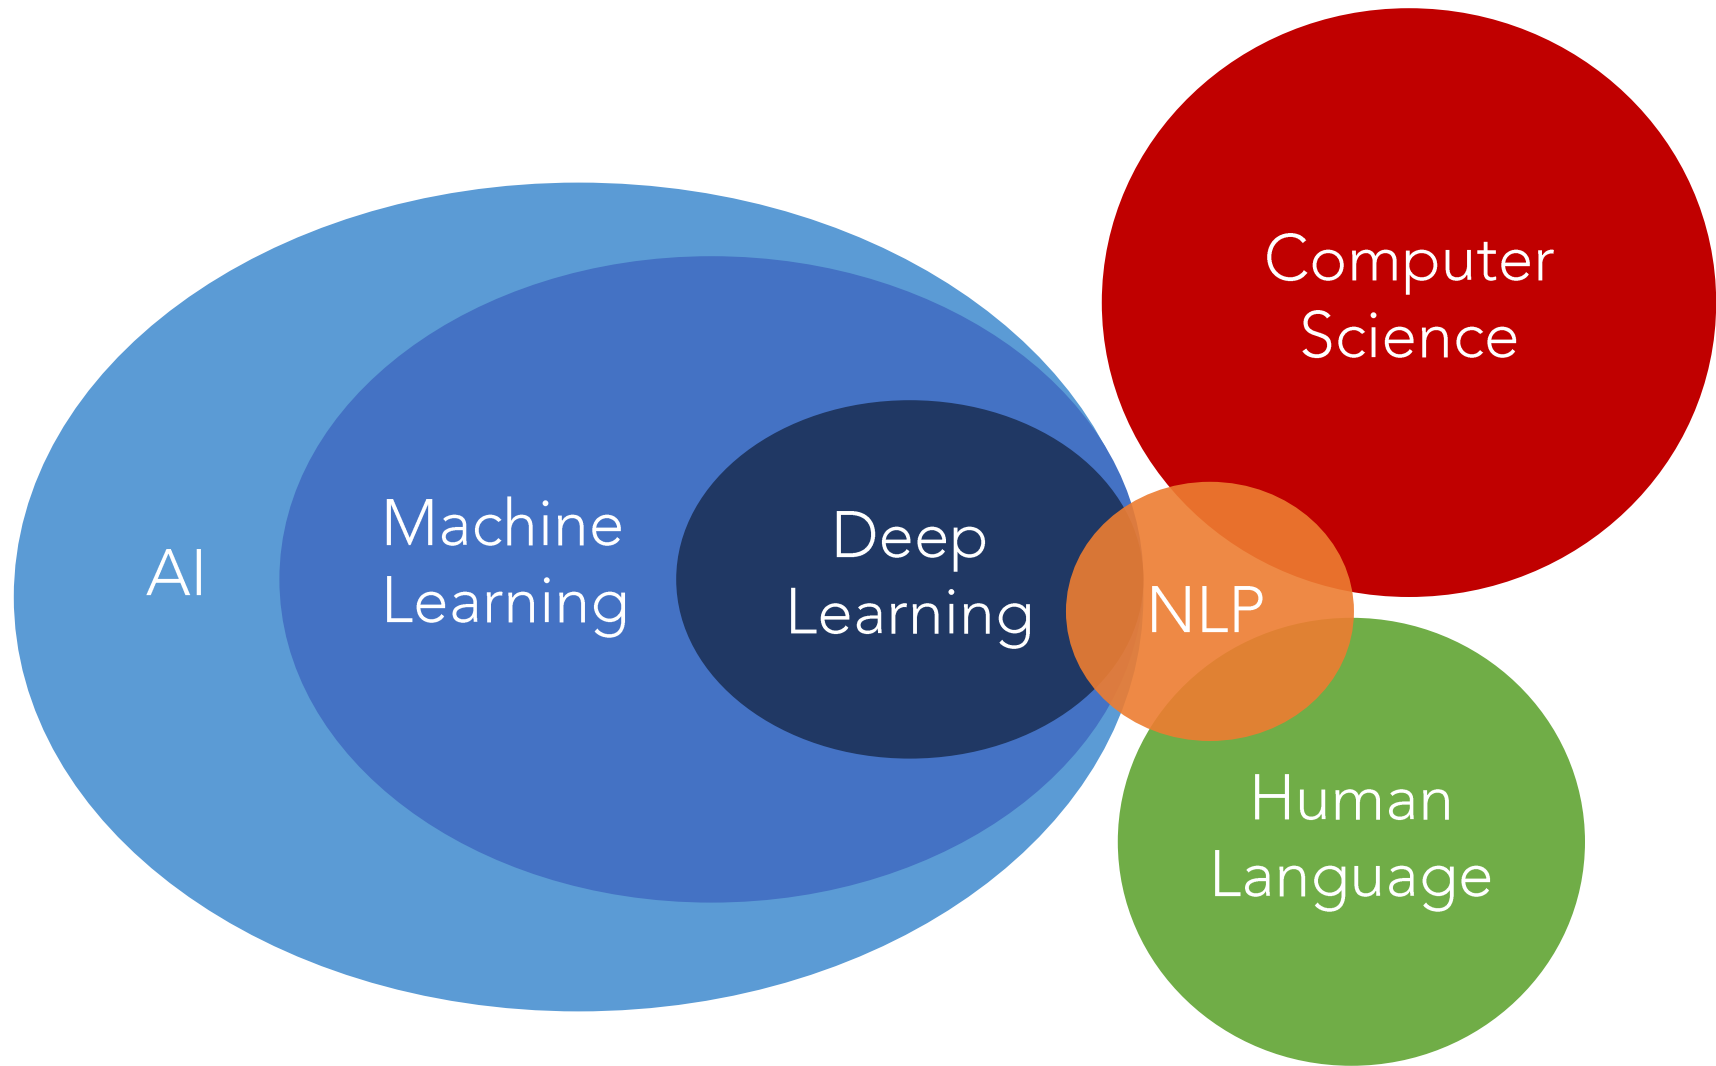 AI
Machine
Learning
Deep
Learning
NLP
Computer
Science
Human
Language